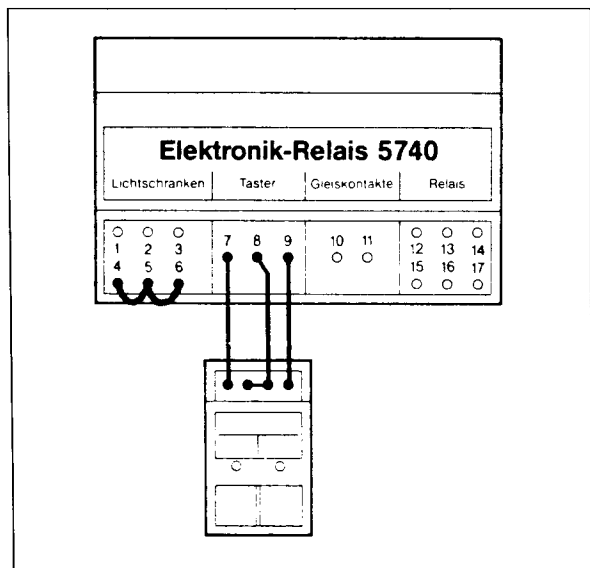 Elektronik-Relais 5740
Lichtschranken Taster Gleiskontakte Relais
1 2 3 7 8 9 10 11 12 13 14
4 5 6 15 16 17